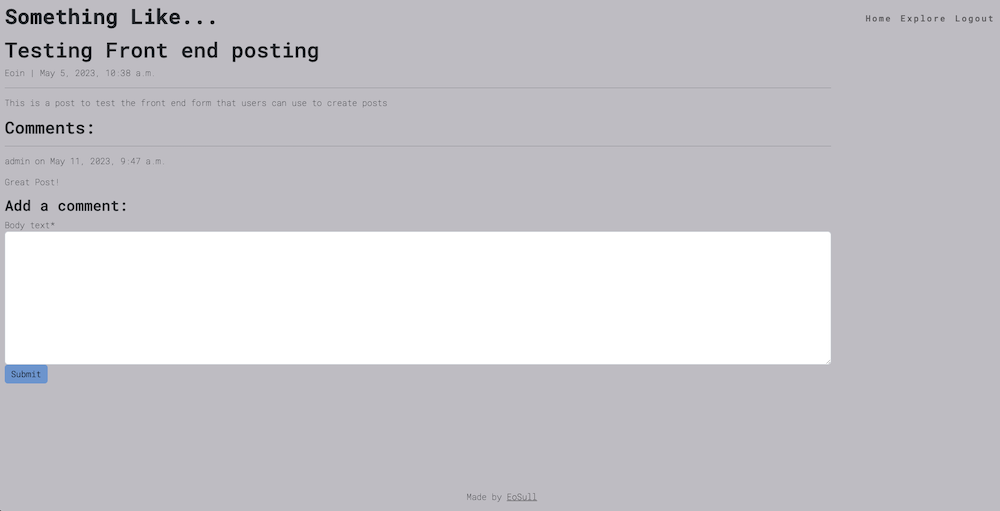 Something Like...
Home Explore Logout
Testing Front end posting
Eoin | May 5, 2023, 10:38 a.m.
This is a post to test the front end form that users can use to create posts
Comments:
admin on May 11, 2023, 9:47 a.m.
Great Post!
Add a comment:
Body text*
Submit
Made by EoSull